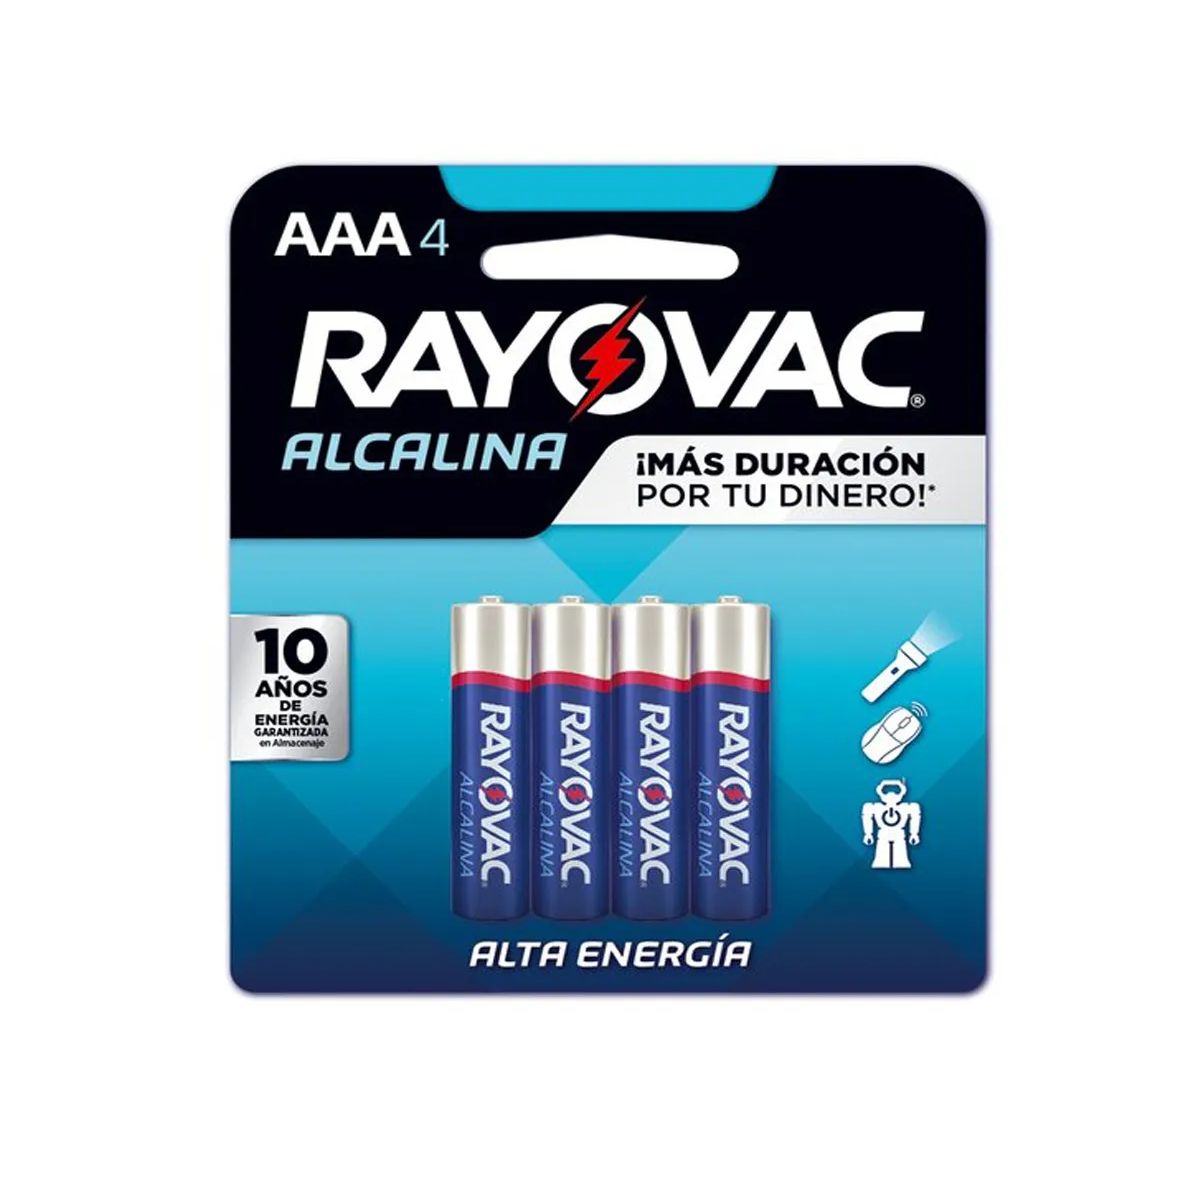 AAA 4
RAYOVAC®
ALCALINA
¡MÁS DURACIÓN
POR TU DINERO!*
10
AÑOS
DE
ENERGÍA
GARANTIZADA
en Almacenaje
RAYOVAC®
ALCALINA
RAYOVAC®
ALCALINA
RAYOVAC®
ALCALINA
RAYOVAC®
ALCALINA
ALTA ENERGÍA